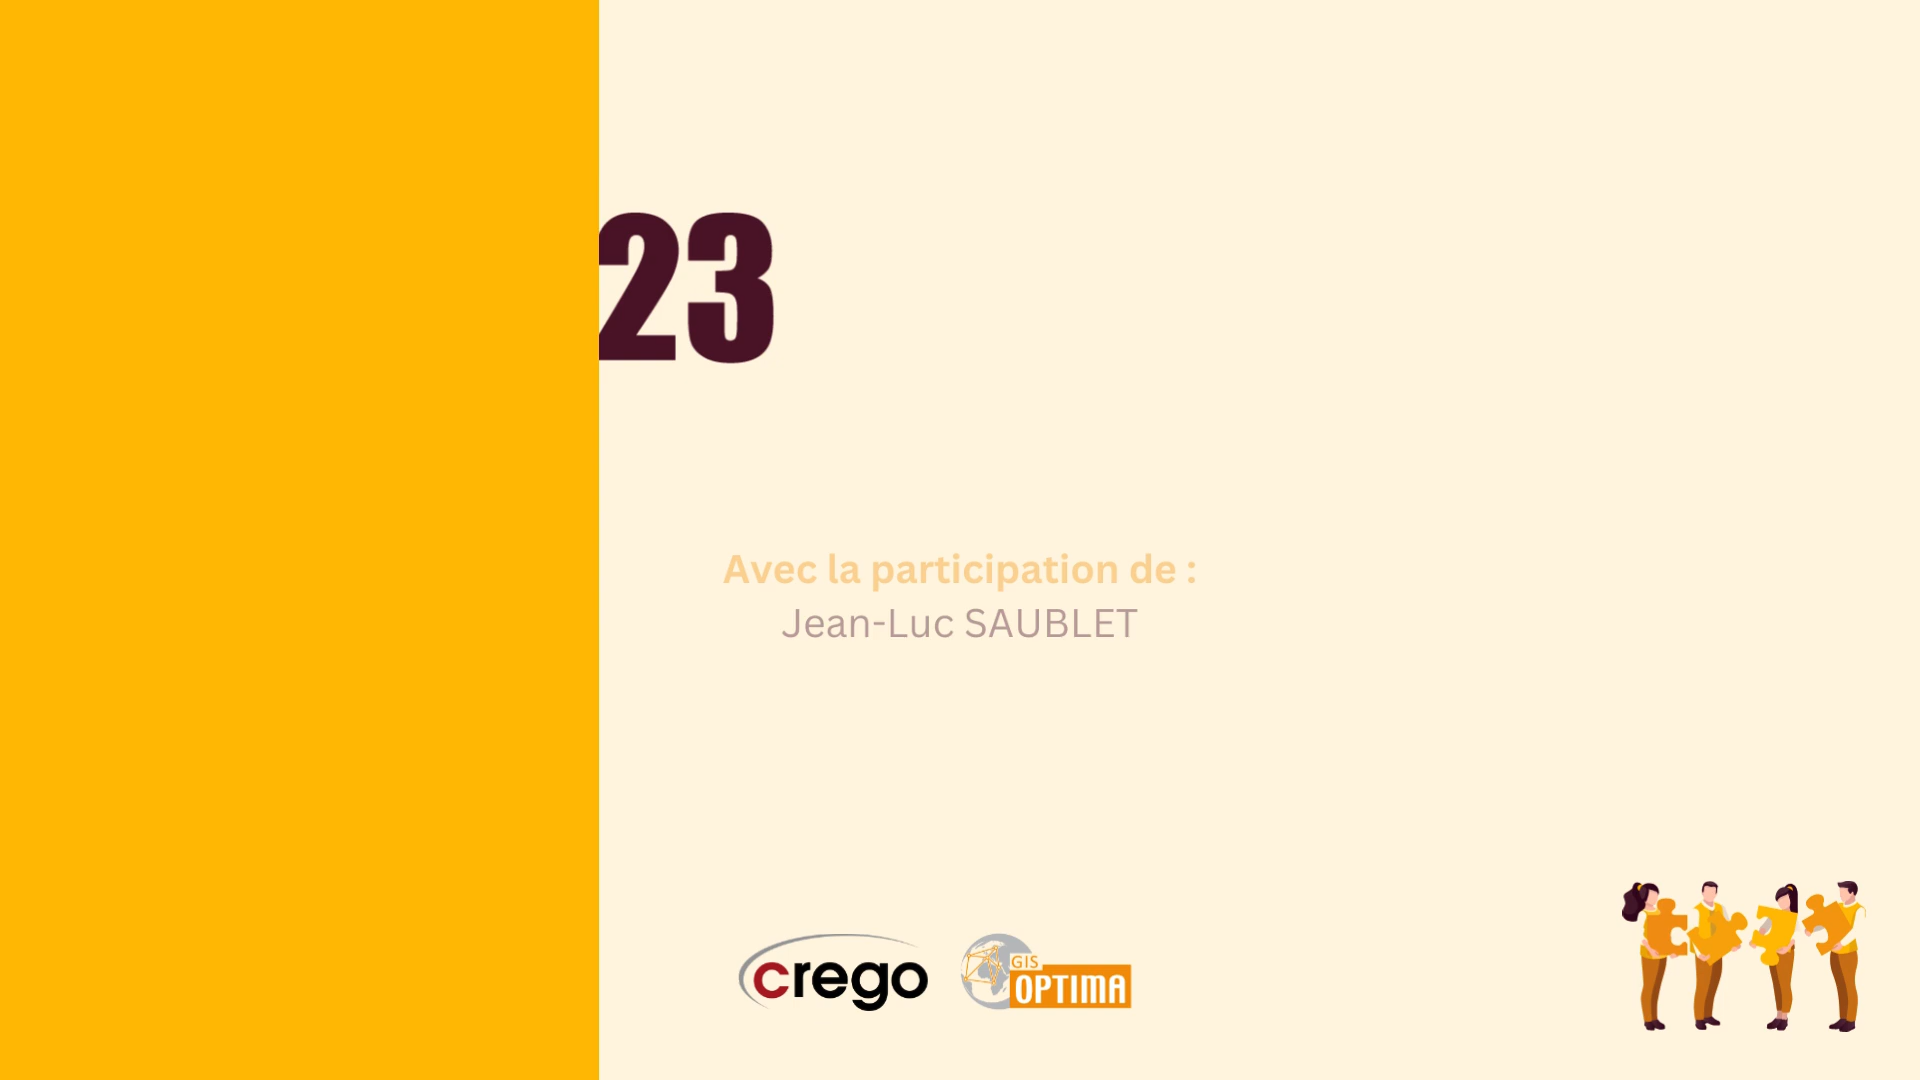 23
Avec la participation de :
Jean-Luc SAUBLET
crego
GIS
OPTIMA